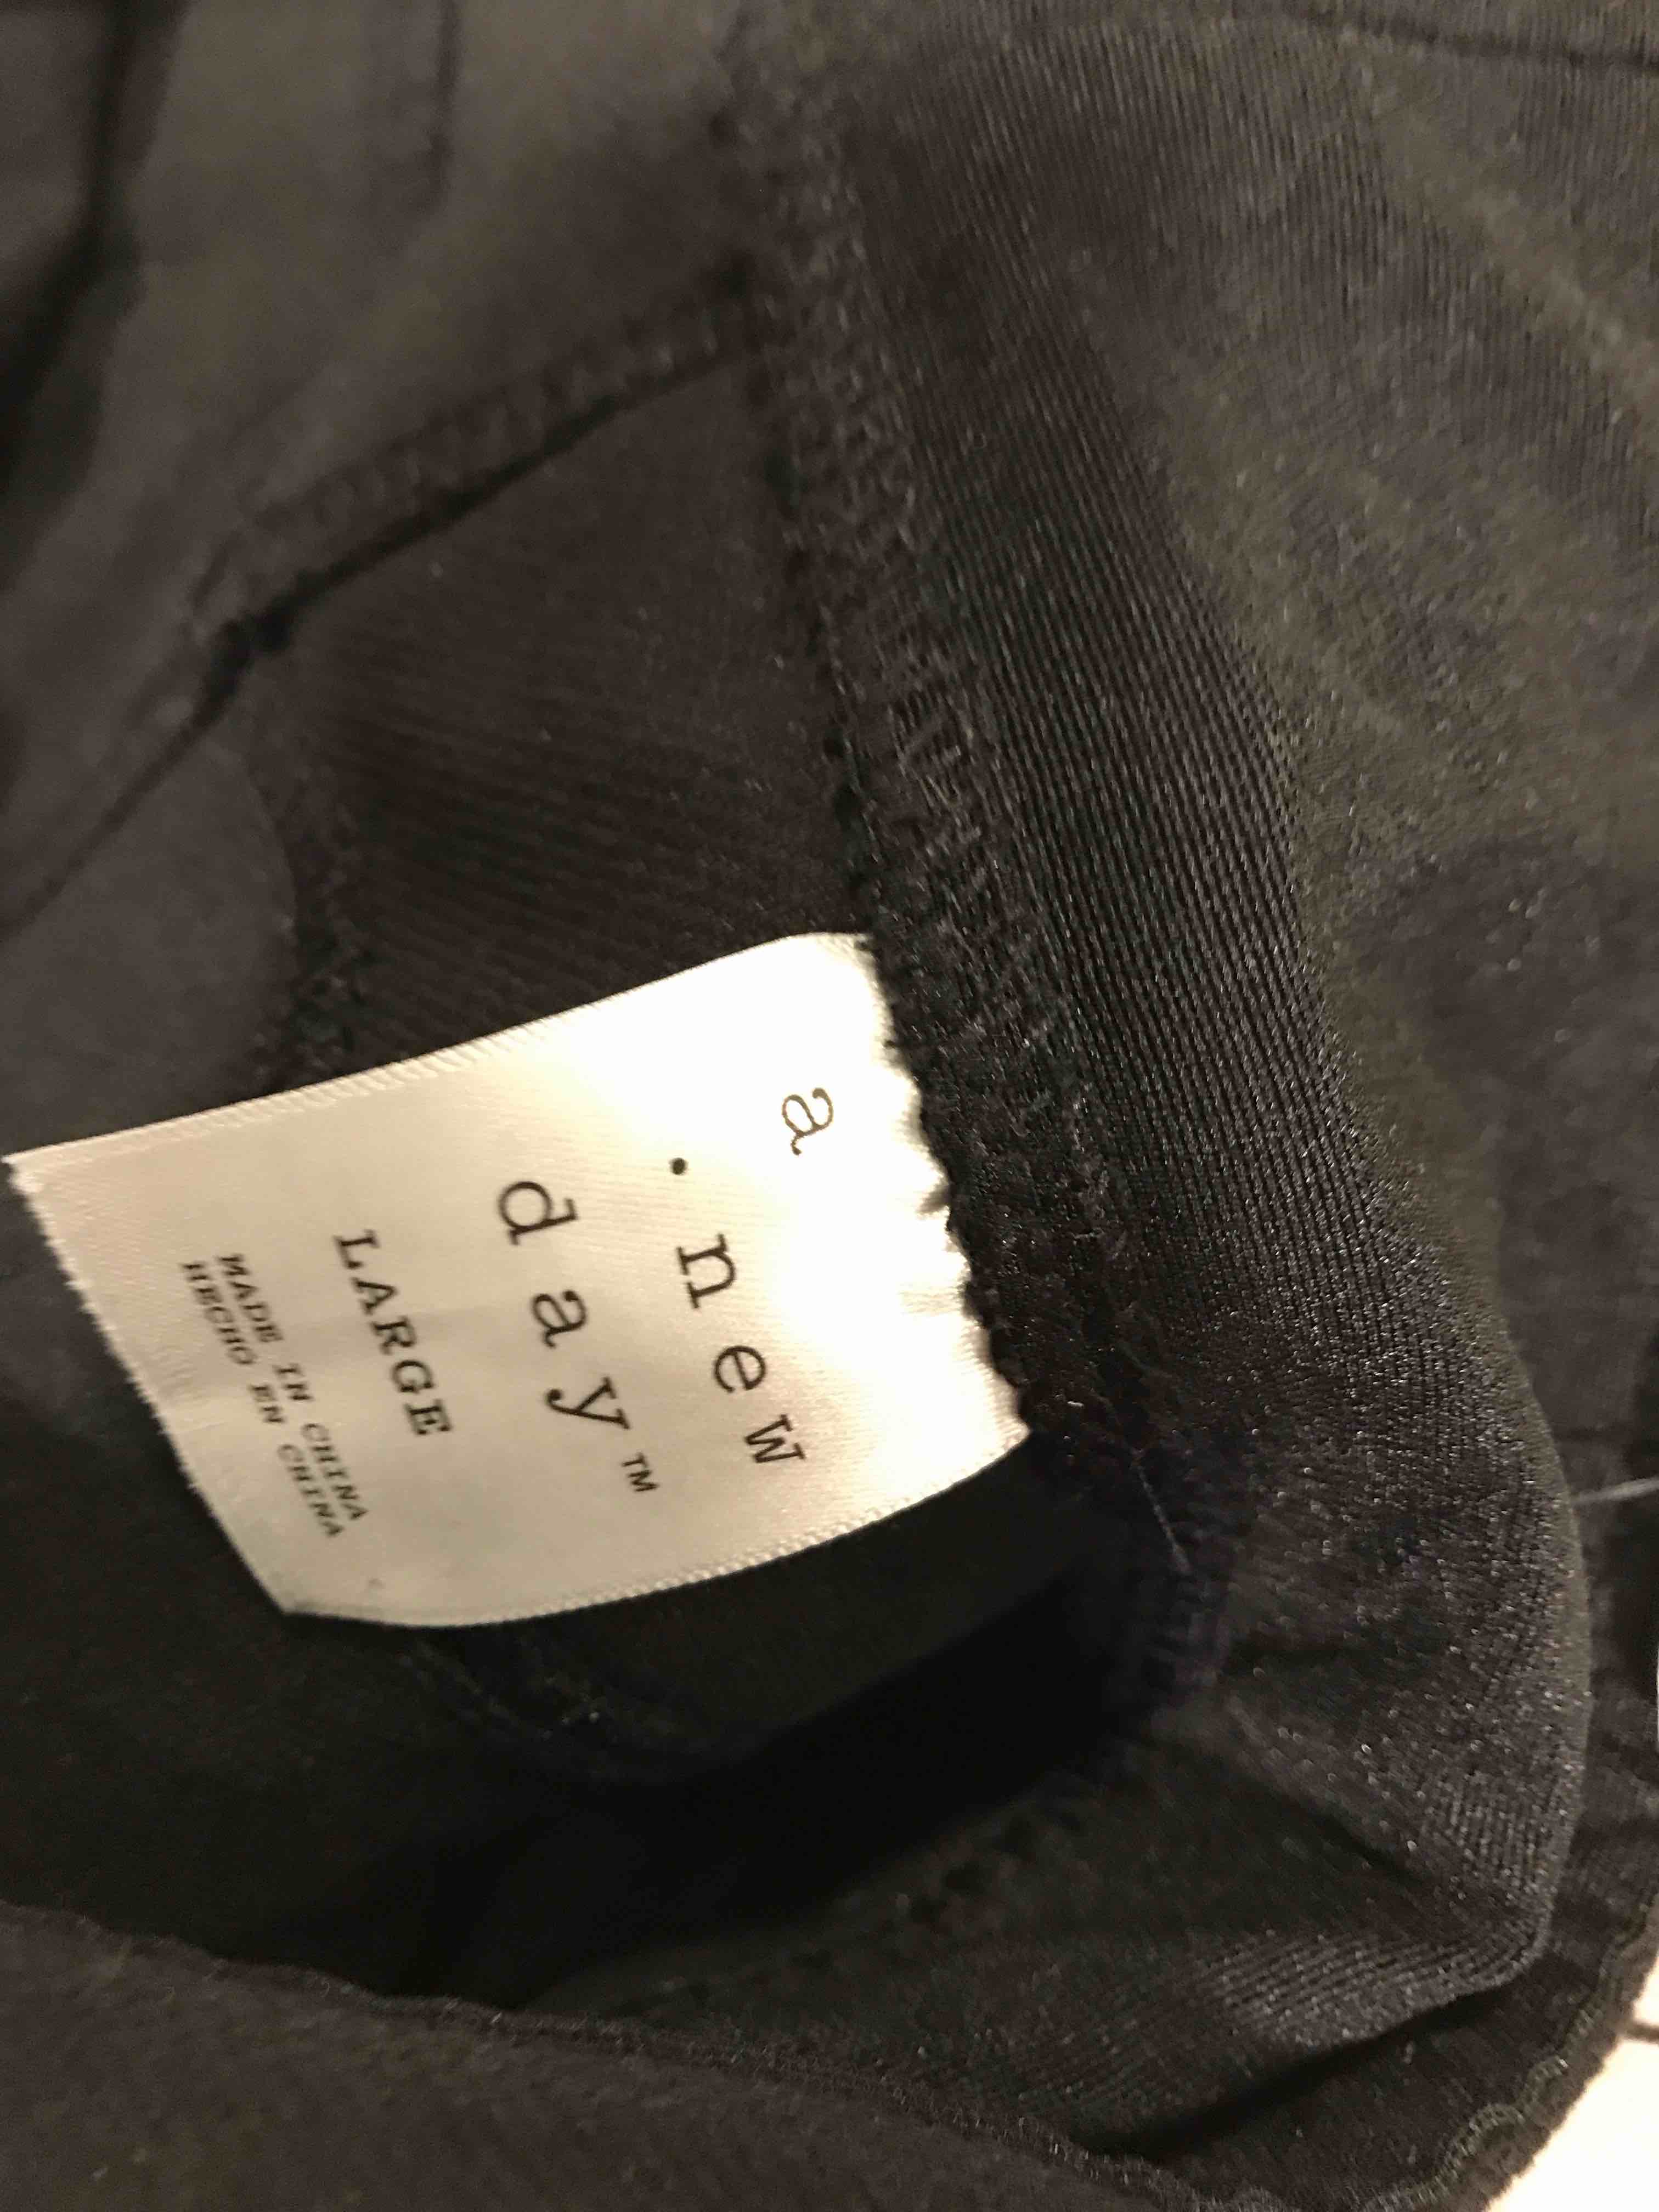 a
.new
day™
LARGE
MADE IN CHINA
HECHO EN CHINA